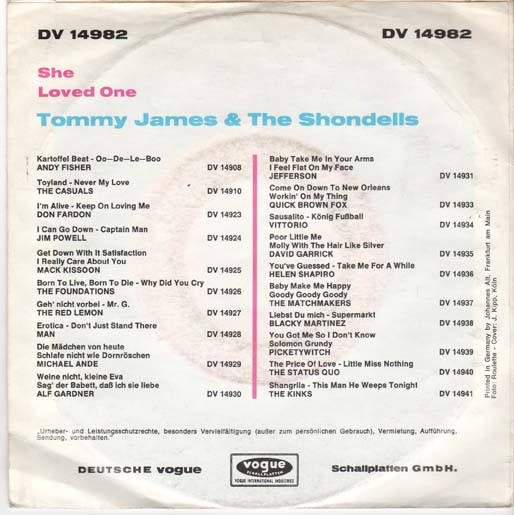 DV 14982
DV 14982
She
Loved One
Tommy James & The Shondells
Kartoffel Beat - Oo—De—Le—Boo
ANDY FISHER DV 14908
Toyland - Never My Love
THE CASUALS DV 14910
I'm Alive - Keep On Loving Me
DON FARDON DV 14923
I Can Go Down - Captain Man
JIM POWELL DV 14924
Get Down With It Satisfaction
I Really Care About You
MACK KISSOON DV 14925
Born To Live, Born To Die - Why Did You Cry
THE FOUNDATIONS DV 14926
Geh' nicht vorbei - Mr. G.
THE RED LEMON DV 14927
Erotica - Don't Just Stand There
MAN DV 14928
Die Mädchen von heute
Schlafe nicht wie Dornröschen
MICHAEL ANDE DV 14929
Weine nicht, kleine Eva
Sag' der Babett, daß ich sie liebe
ALF GARDNER DV 14930
Baby Take Me In Your Arms
I Feel Flat On My Face
JEFFERSON DV 14931
Come On Down To New Orleans
Workin' On My Thing
QUICK BROWN FOX DV 14933
Sausalito - König Fußball
VITTORIO DV 14934
Poor Little Me
Molly With The Hair Like Silver
DAVID GARRICK DV 14935
You've Guessed - Take Me For A While
HELEN SHAPIRO DV 14936
Baby Make Me Happy
Goody Goody Goody
THE MATCHMAKERS DV 14937
Liebst Du mich - Supermarkt
BLACKY MARTINEZ DV 14938
You Got Me So I Don't Know
Solomon Grundy
PICKETYWITCH DV 14939
The Price Of Love - Little Miss Nothing
THE STATUS QUO DV 14940
Shangrila - This Man He Weeps Tonight
THE KINKS DV 14941
Printed in Germany by Johannes Alt, Frankfurt am Main
Foto: Roulette - Cover: J. Kipp, Köln
„Urheber- und Leistungsschutzrechte, besonders Vervielfältigung (außer zum persönlichen Gebrauch), Vermietung, Aufführung,
Sendung, vorbehalten."
DEUTSCHE vogue
vogue
SCHALLPLATTEN
VOGUE INTERNATIONAL INDUSTRIES
Schallplatten GmbH.